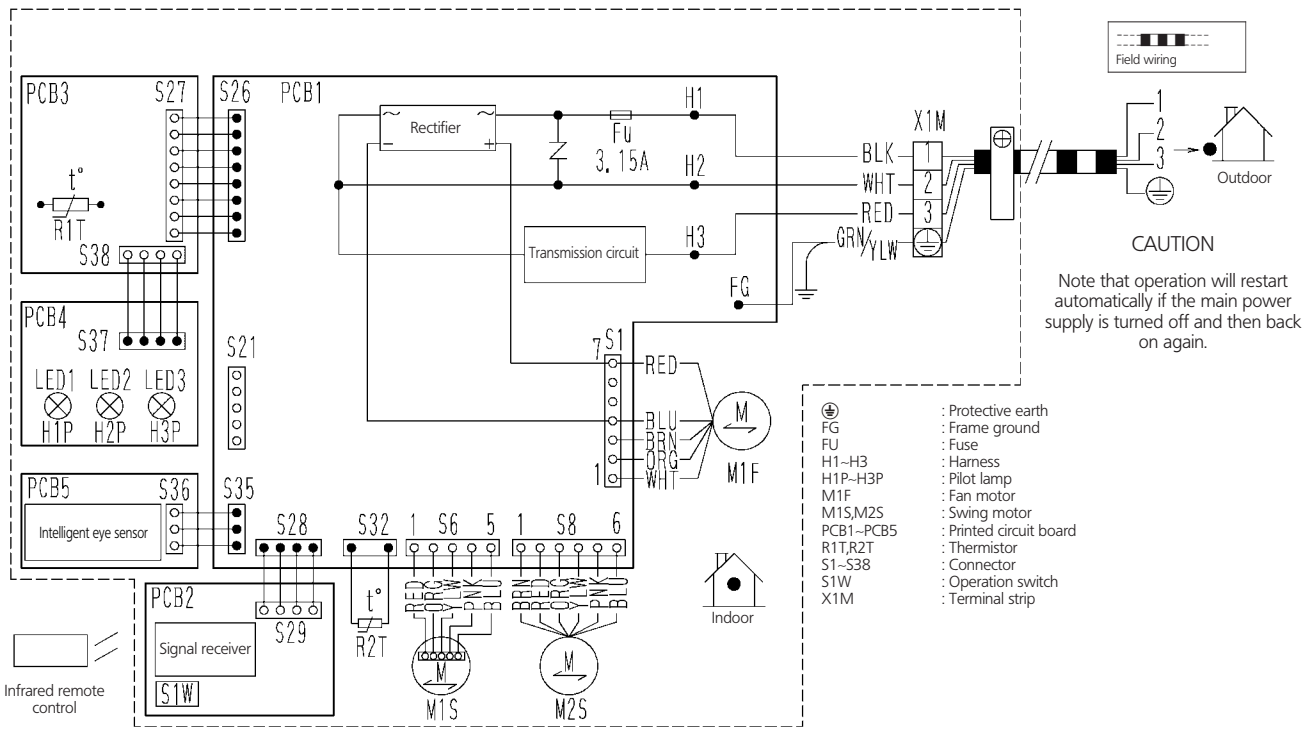 PCB3
S27
S26
PCB1
t°
R1T
S38
Rectifier
~
~
−
+
Fu
3.15A
H1
H2
H3
Transmission circuit
FG
X1M
BLK
1
WHT
2
RED
3
GRN/YLW
Field wiring
1
2
3
Outdoor
CAUTION
Note that operation will restart
automatically if the main power
supply is turned off and then back
on again.
PCB4
S37
LED1
LED2
LED3
H1P
H2P
H3P
S21
7
S1
RED
BLU
BRN
ORG
WHT
1
M
M1F
PCB5
S36
S35
Intelligent eye sensor
S28
S32
1
S6
5
1
S8
6
RED
ORG
YLW
PNK
BLU
BRN
RED
ORG
YLW
PNK
BLU
PCB2
S29
Signal receiver
S1W
t°
R2T
M
M1S
M
M2S
Indoor
Infrared remote
control
: Protective earth
FG : Frame ground
FU : Fuse
H1~H3 : Harness
H1P~H3P : Pilot lamp
M1F : Fan motor
M1S,M2S : Swing motor
PCB1~PCB5 : Printed circuit board
R1T,R2T : Thermistor
S1~S38 : Connector
S1W : Operation switch
X1M : Terminal strip